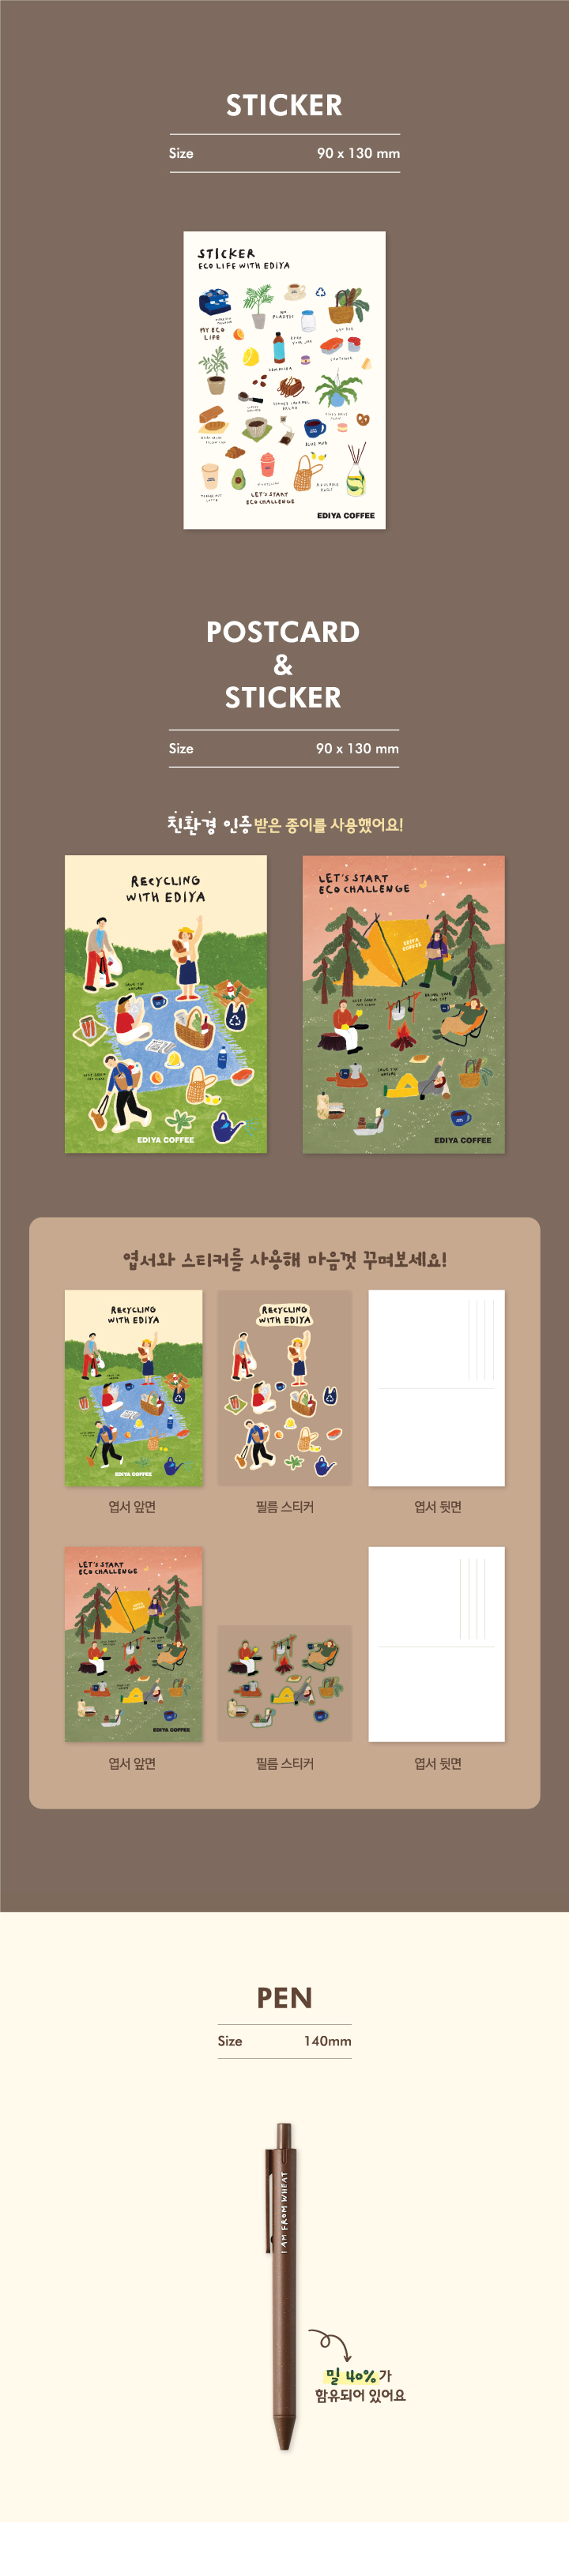 STICKER
Size 90 x 130 mm
STICKER
ECO LIFE WITH EDIYA
NO
PLASTIC
MY ECO
LIFE
BLUE MUG
LET'S START
ECO CHALLENGE
EDIYA COFFEE
POSTCARD
&
STICKER
Size 90 x 130 mm
친환경 인증받은 종이를 사용했어요!
RECYCLING
WITH EDIYA
EDIYA COFFEE
LET'S START
ECO CHALLENGE
EDIYA
COFFEE
EDIYA COFFEE
엽서와 스티커를 사용해 마음껏 꾸며보세요!
RECYCLING
WITH EDIYA
EDIYA COFFEE
RECYCLING
WITH EDIYA
엽서 앞면
필름 스티커
엽서 뒷면
LET'S START
ECO CHALLENGE
EDIYA COFFEE
엽서 앞면
필름 스티커
엽서 뒷면
PEN
Size 140mm
I AM FROM WHEAT
밀 40%가
함유되어 있어요